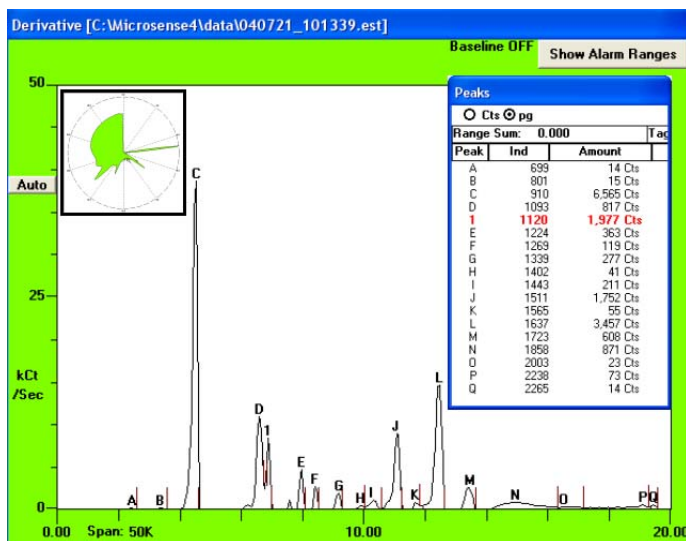 Derivative [C:\Microsense4\data\040721_101339.est]
Baseline OFF
Show Alarm Ranges
50
Auto
25
kCt
/Sec
0
0.00 Span: 50K 10.00 20.00
A B C D 1 E F G H I J K L M N O P Q
Peaks
Cts pg
Range Sum: 0.000 Tag
Peak Ind Amount
A 699 14 Cts
B 801 15 Cts
C 910 6,565 Cts
D 1093 817 Cts
1 1120 1,977 Cts
E 1224 363 Cts
F 1269 119 Cts
G 1339 277 Cts
H 1402 41 Cts
I 1443 211 Cts
J 1511 1,752 Cts
K 1565 55 Cts
L 1637 3,457 Cts
M 1723 608 Cts
N 1858 871 Cts
O 2003 23 Cts
P 2238 73 Cts
Q 2265 14 Cts